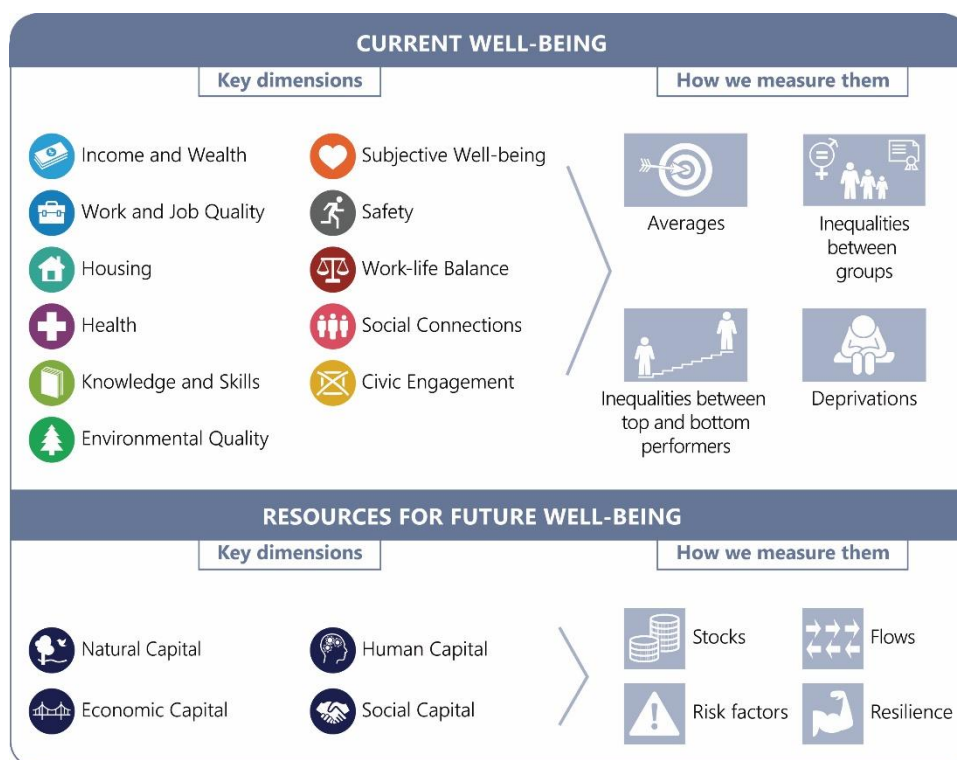 CURRENT WELL-BEING
Key dimensions
How we measure them
Income and Wealth
Work and Job Quality
Housing
Health
Knowledge and Skills
Environmental Quality
Subjective Well-being
Safety
Work-life Balance
Social Connections
Civic Engagement
Averages
Inequalities
between
groups
Inequalities between
top and bottom
performers
Deprivations
RESOURCES FOR FUTURE WELL-BEING
Key dimensions
How we measure them
Natural Capital
Economic Capital
Human Capital
Social Capital
Stocks
Flows
Risk factors
Resilience